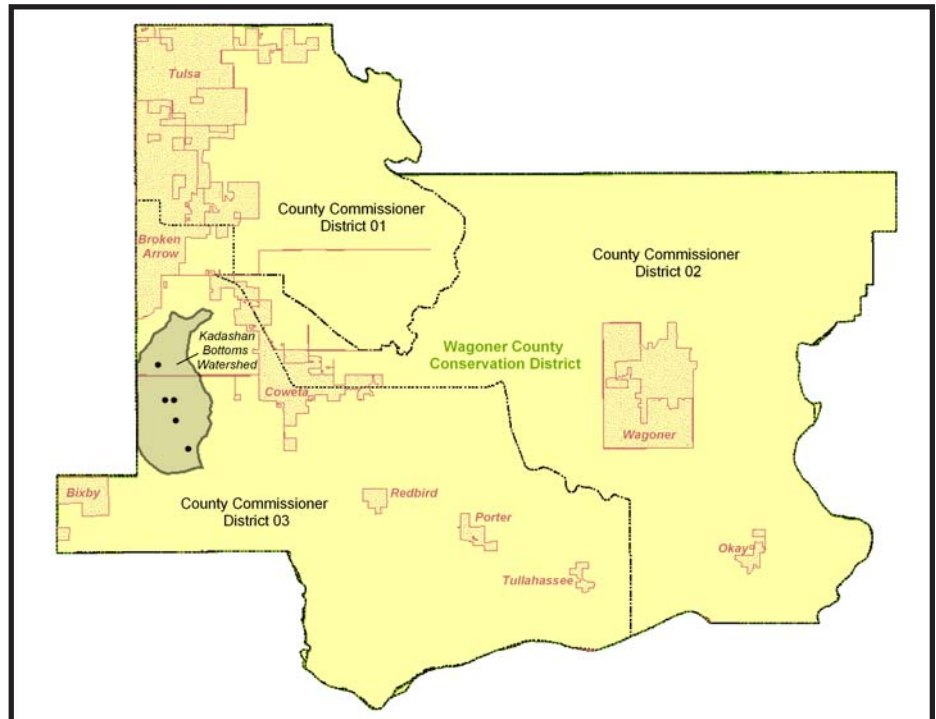 Tulsa
County Commissioner
District 01
Broken
Arrow
County Commissioner
District 02
Kadashan
Bottoms
Watershed
Wagoner County
Conservation District
Coweta
Wagoner
Bixby
County Commissioner
District 03
Redbird
Porter
Okay
Tullahassee